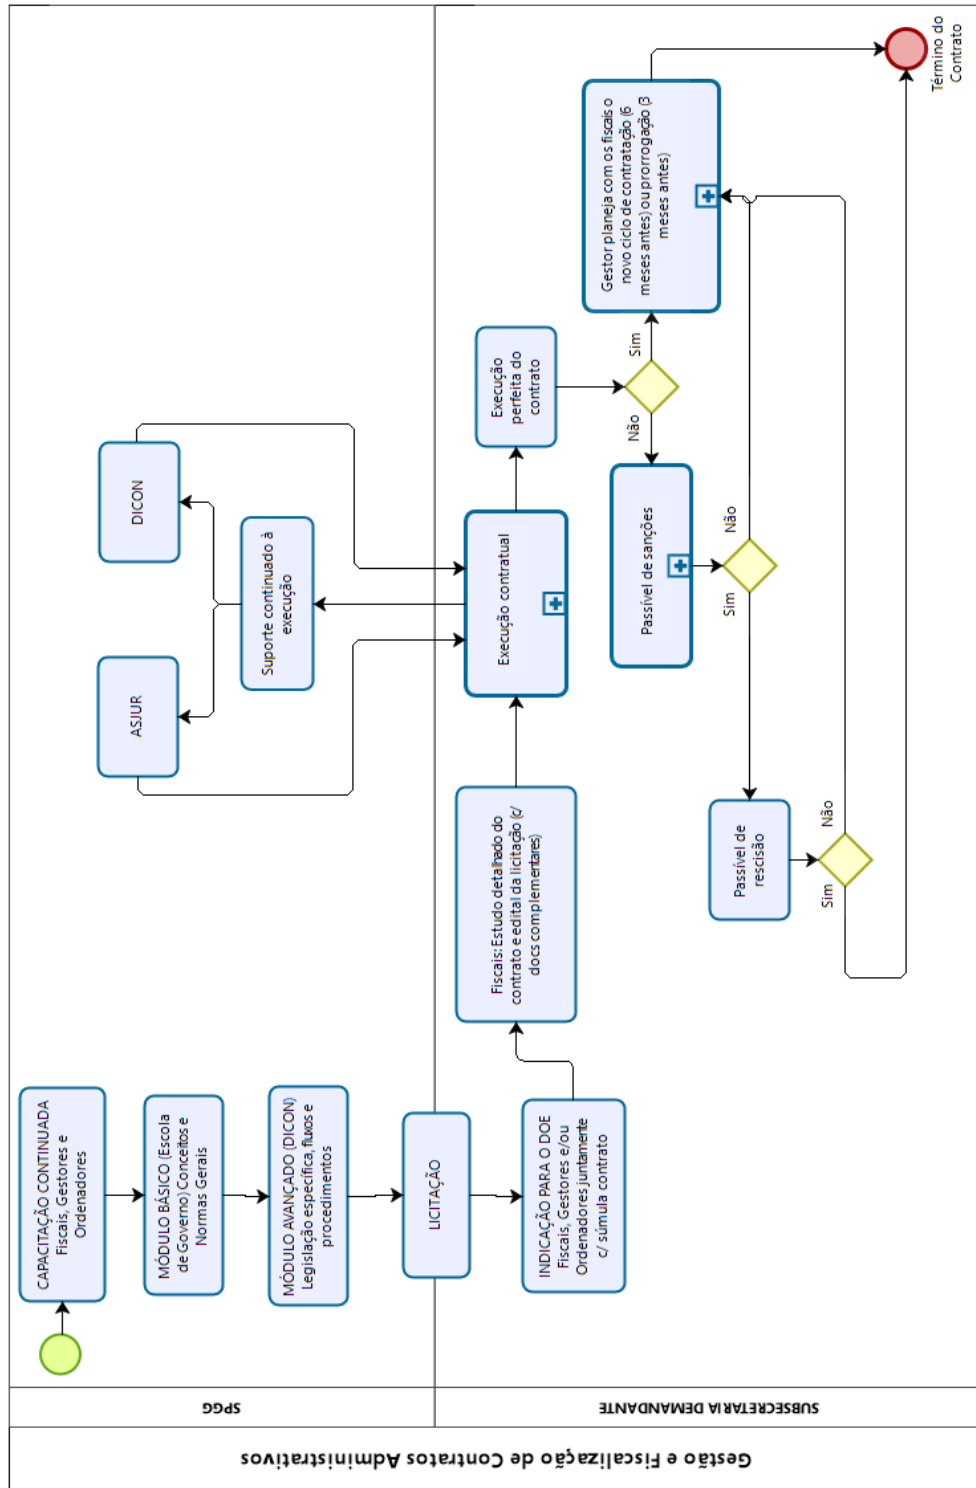 Gestão e Fiscalização de Contratos Administrativos
SPGG
SUBSECRETARIA DEMANDANTE
CAPACITAÇÃO CONTINUADA
Fiscais, Gestores e
Ordenadores
MÓDULO BÁSICO (Escola
de Governo) Conceitos e
Normas Gerais
MÓDULO AVANÇADO (DICON)
Legislação específica, fluxos e
procedimentos
LICITAÇÃO
INDICAÇÃO PARA O DOE
Fiscais, Gestores e/ou
Ordenadores juntamente
c/ súmula contrato
Fiscais: Estudo detalhado do
contrato e edital da licitação (c/
docs complementares)
Execução contratual
Suporte continuado à
execução
ASJUR
DICON
Execução
perfeita do
contrato
Sim
Não
Passível de sanções
Sim
Não
Passível de
rescisão
Sim
Não
Gestor planeja com os fiscais o
novo ciclo de contratação (6
meses antes) ou prorrogação (3
meses antes)
Término do
Contrato